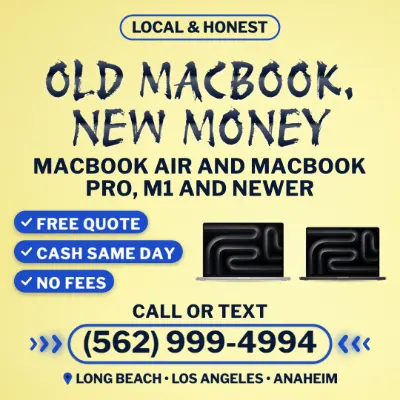 LOCAL & HONEST
OLD MACBOOK,
NEW MONEY
MACBOOK AIR AND MACBOOK
PRO, M1 AND NEWER
✓ FREE QUOTE
✓ CASH SAME DAY
✓ NO FEES
CALL OR TEXT
(562) 999-4994
LONG BEACH • LOS ANGELES • ANAHEIM